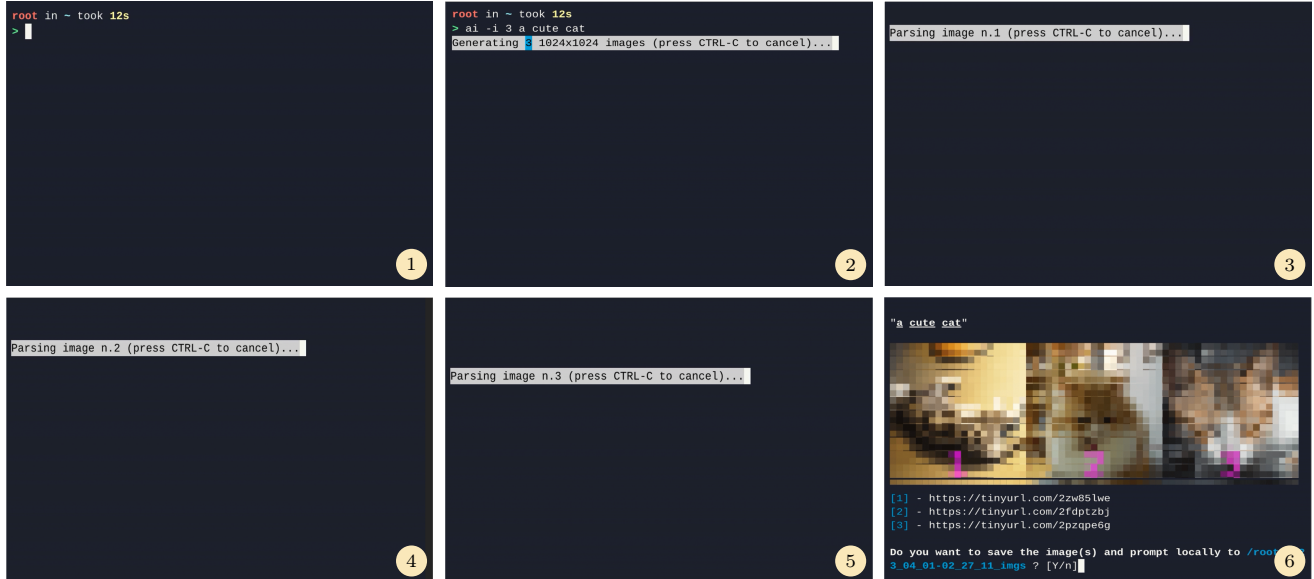 root in ~ took 12s
>
1
root in ~ took 12s
> ai -i 3 a cute cat
Generating 3 1024x1024 images (press CTRL-C to cancel)...
2
Parsing image n.1 (press CTRL-C to cancel)...
3
Parsing image n.2 (press CTRL-C to cancel)...
4
Parsing image n.3 (press CTRL-C to cancel)...
5
"a cute cat"
1 2 3
[1] - https://tinyurl.com/2zw85lwe
[2] - https://tinyurl.com/2fdptzbj
[3] - https://tinyurl.com/2pzqpe6g
Do you want to save the image(s) and prompt locally to /root
3_04_01-02_27_11_imgs ? [Y/n]
6